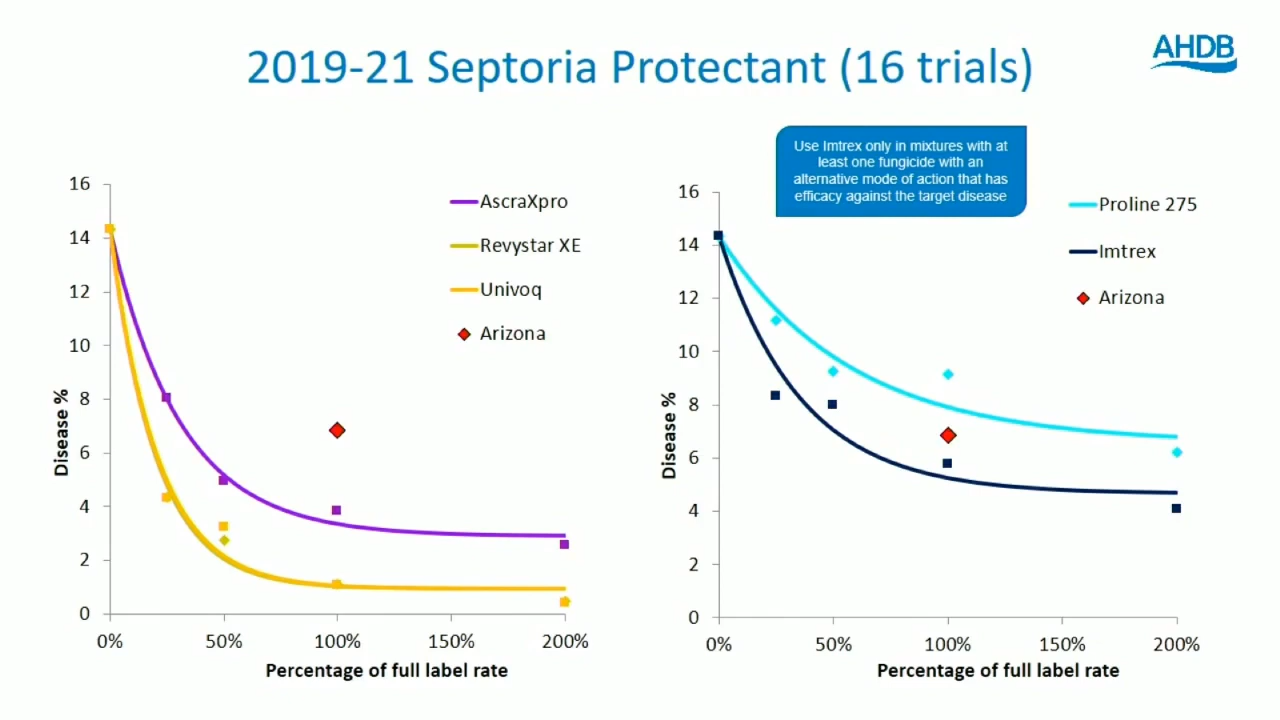 AHDB
2019-21 Septoria Protectant (16 trials)
Use Imtrex only in mixtures with at
least one fungicide with an
alternative mode of action that has
efficacy against the target disease
16
14
12
10
8
6
4
2
0
Disease %
0%
50%
100%
150%
200%
Percentage of full label rate
AscraXpro
Revystar XE
Univoq
Arizona
16
14
12
10
8
6
4
2
0
Disease %
0%
50%
100%
150%
200%
Percentage of full label rate
Proline 275
Imtrex
Arizona